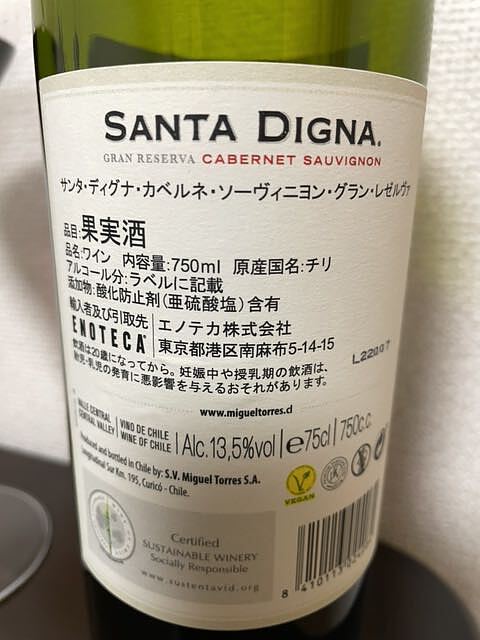 SANTA DIGNA.
GRAN RESERVA CABERNET SAUVIGNON
サンタ・ディグナ・カベルネ・ソーヴィニヨン・グラン・レゼルヴァ
品目:果実酒
品名:ワイン 内容量:750ml 原産国名:チリ
アルコール分:ラベルに記載
添加物:酸化防止剤(亜硫酸塩)含有
輸入者及び引取先
ENOTECA
エノテカ株式会社
東京都港区南麻布5-14-15
飲酒は20歳になってから。妊娠中や授乳期の飲酒は、
胎児・乳児の発育に悪影響を与えるおそれがあります。
L22007
www.migueltorres.cl
VALLE CENTRAL
CENTRAL VALLEY
VINO DE CHILE
WINE OF CHILE
Alc.13,5%vol
e75cl
750c.c.
Produced and bottled in Chile by: S.V. Miguel Torres S.A.
Longitudinal Sur Km. 195, Curicó - Chile.
VEGAN
Certified
SUSTAINABLE WINERY
Socially Responsible
www.sustentavid.org